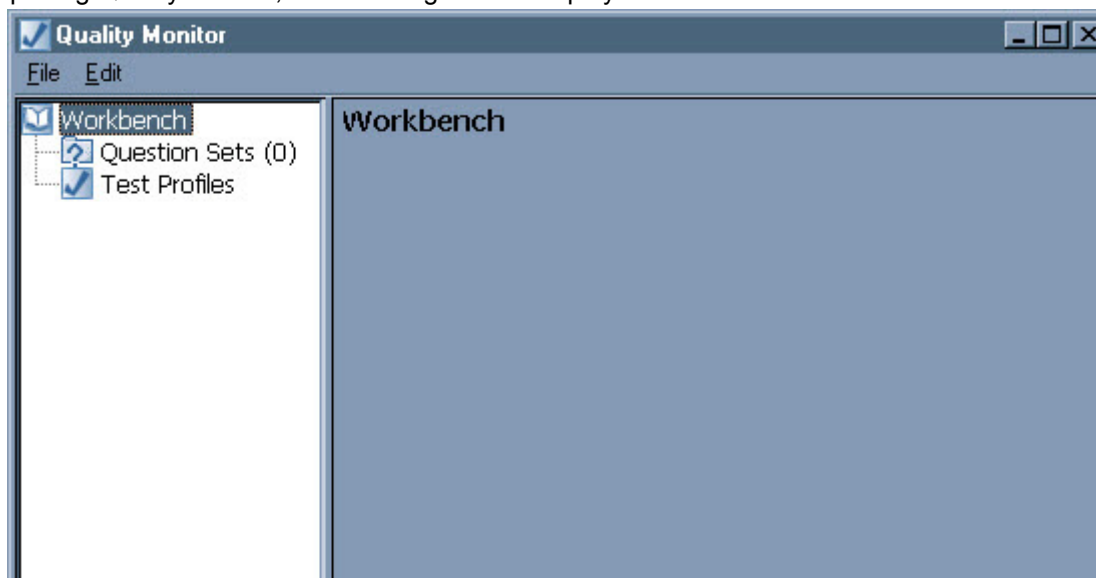 Quality Monitor
File Edit
Workbench
Question Sets (0)
Test Profiles
Workbench